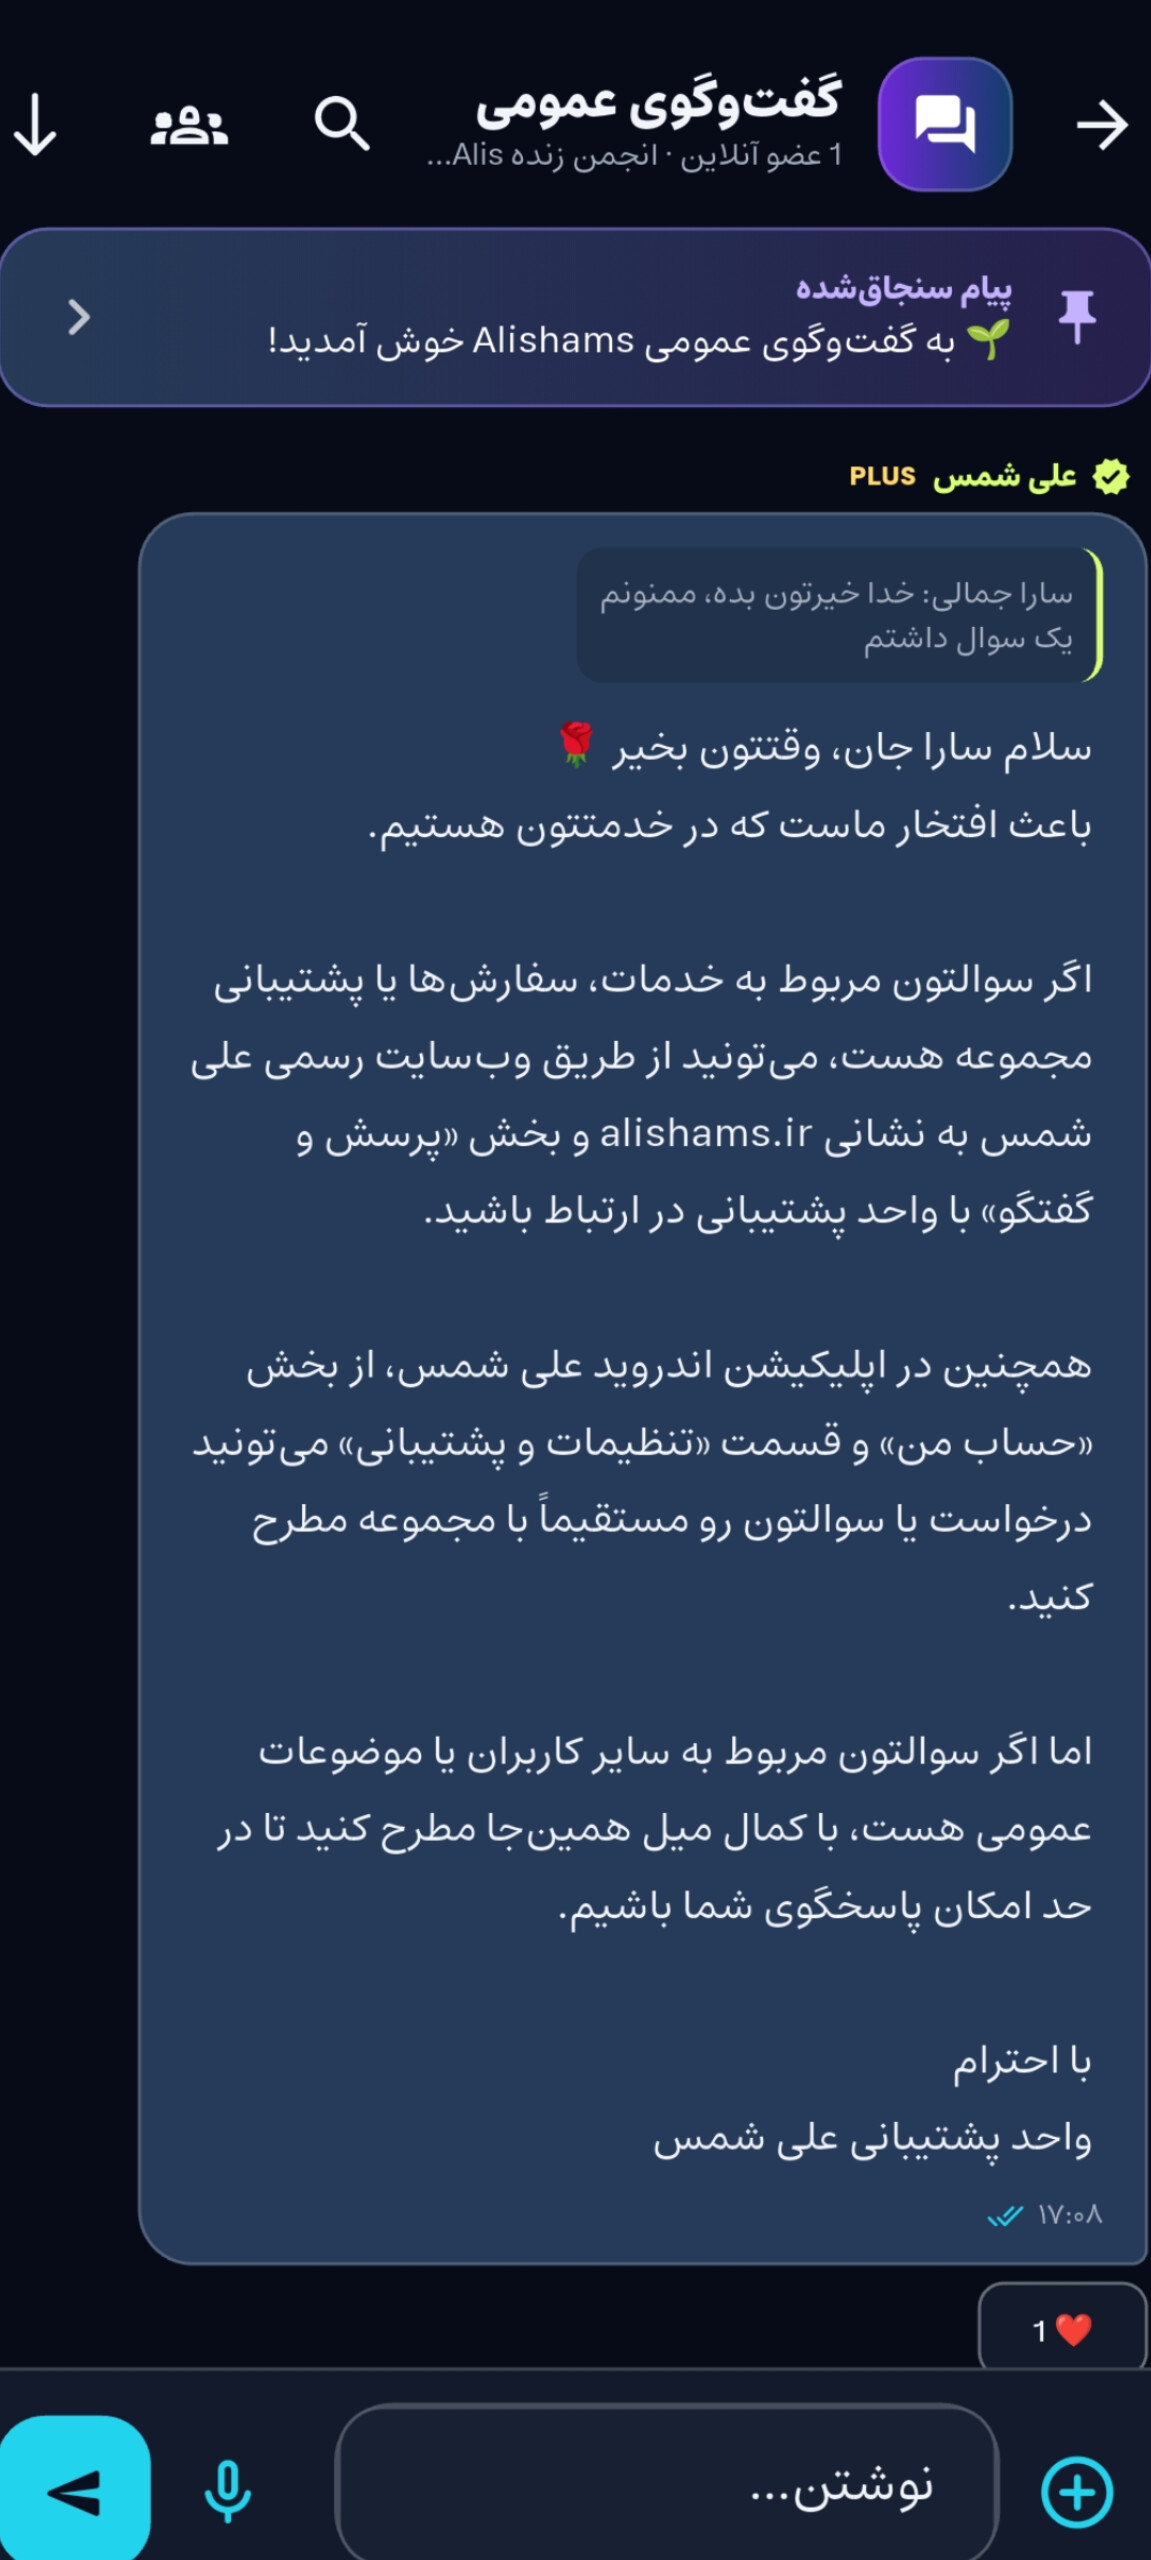 گفت‌وگوی عمومی
1 عضو آنلاین · انجمن زنده Alis...
پیام سنجاق‌شده
🌱 به گفت‌وگوی عمومی Alishams خوش آمدید!
علی شمس PLUS
سارا جمالی: خدا خیرتون بده، ممنونم
یک سوال داشتم
سلام سارا جان، وقتتون بخیر 🌹
باعث افتخار ماست که در خدمتتون هستیم.
اگر سوالتون مربوط به خدمات، سفارش‌ها یا پشتیبانی
مجموعه هست، می‌تونید از طریق وب‌سایت رسمی علی
شمس به نشانی alishams.ir و بخش «پرسش و
گفتگو» با واحد پشتیبانی در ارتباط باشید.
همچنین در اپلیکیشن اندروید علی شمس، از بخش
«حساب من» و قسمت «تنظیمات و پشتیبانی» می‌تونید
درخواست یا سوالتون رو مستقیماً با مجموعه مطرح
کنید.
اما اگر سوالتون مربوط به سایر کاربران یا موضوعات
عمومی هست، با کمال میل همین‌جا مطرح کنید تا در
حد امکان پاسخگوی شما باشیم.
با احترام
واحد پشتیبانی علی شمس
۱۷:۰۸
❤️ 1
نوشتن...